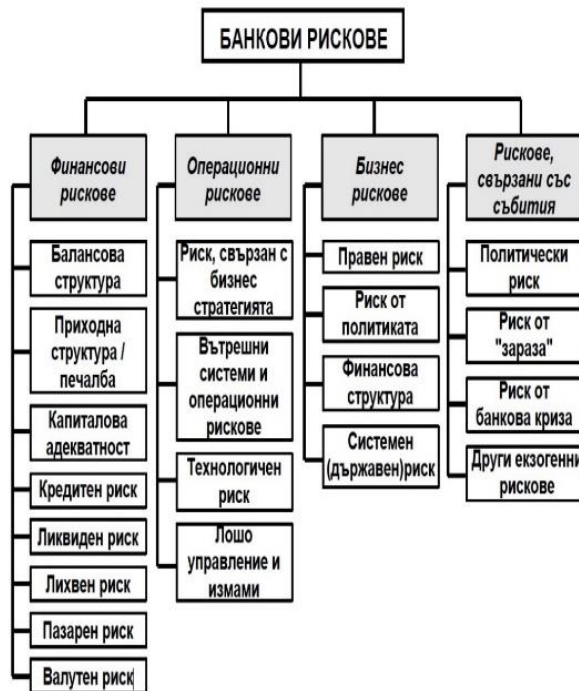 БАНКОВИ РИСКОВЕ
Финансови
рискове
Балансова
структура
Приходна
структура /
печалба
Капиталова
адекватност
Кредитен риск
Ликвиден риск
Лихвен риск
Пазарен риск
Валутен риск
Операционни
рискове
Риск, свързан с
бизнес
стратегията
Вътрешни
системи и
операционни
рискове
Технологичен
риск
Лошо
управление и
измами
Бизнес
рискове
Правен риск
Риск от
политиката
Финансова
структура
Системен
(държавен)риск
Рискове,
свързани със
събития
Политически
риск
Риск от
"зараза"
Риск от
банкова криза
Други екзогенни
рискове